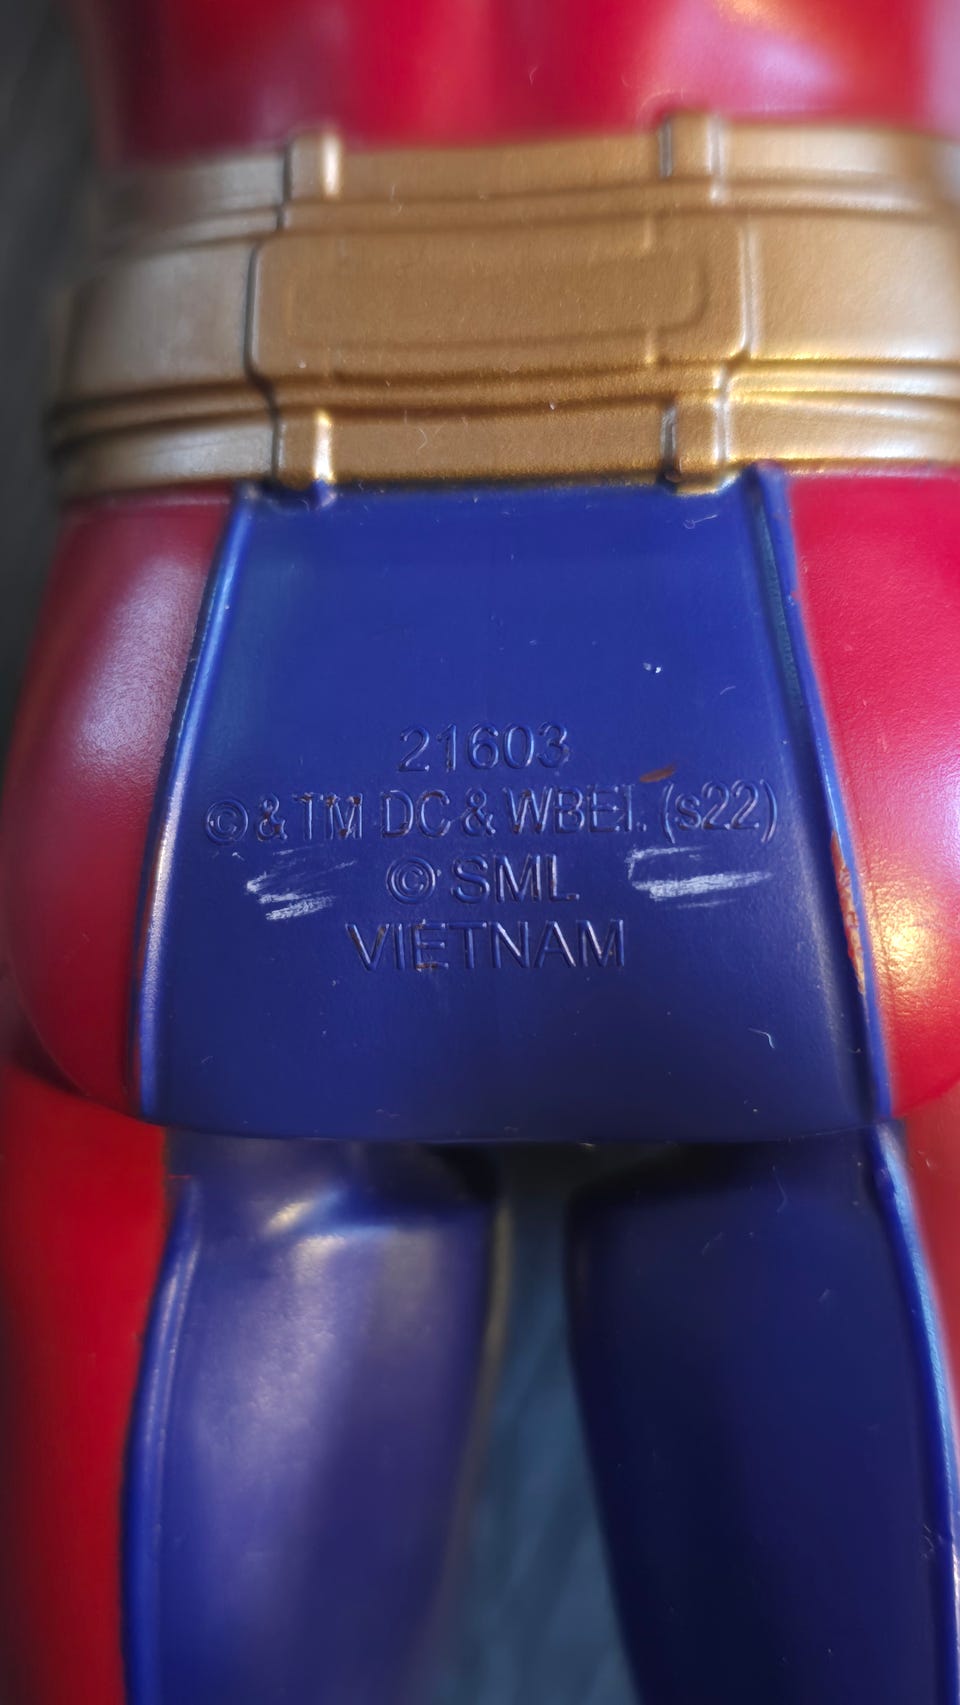 21603
©&TM DC & WBEI. (s22)
© SML
VIETNAM